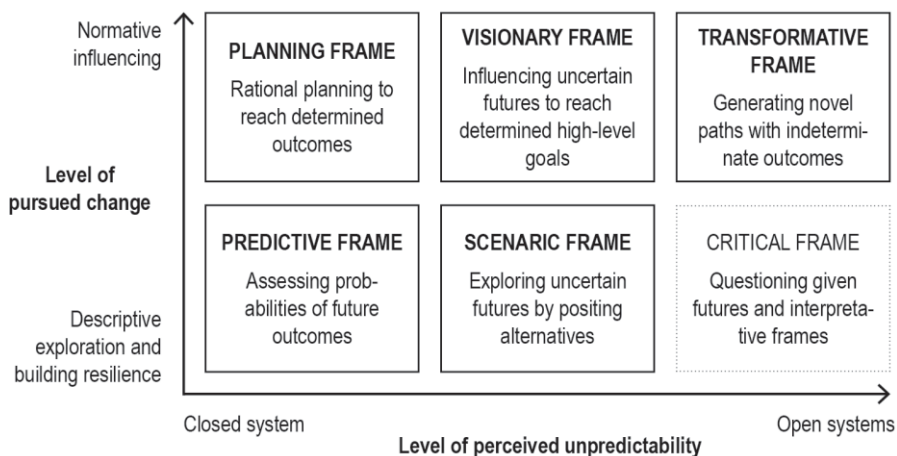 Normative
influencing
PLANNING FRAME
Rational planning to
reach determined
outcomes
VISIONARY FRAME
Influencing uncertain
futures to reach
determined high-level
goals
TRANSFORMATIVE
FRAME
Generating novel
paths with indetermi-
nate outcomes
Level of
pursued change
PREDICTIVE FRAME
Assessing prob-
abilities of future
outcomes
SCENARIC FRAME
Exploring uncertain
futures by positing
alternatives
CRITICAL FRAME
Questioning given
futures and interpreta-
tive frames
Descriptive
exploration and
building resilience
Closed system
Open systems
Level of perceived unpredictability